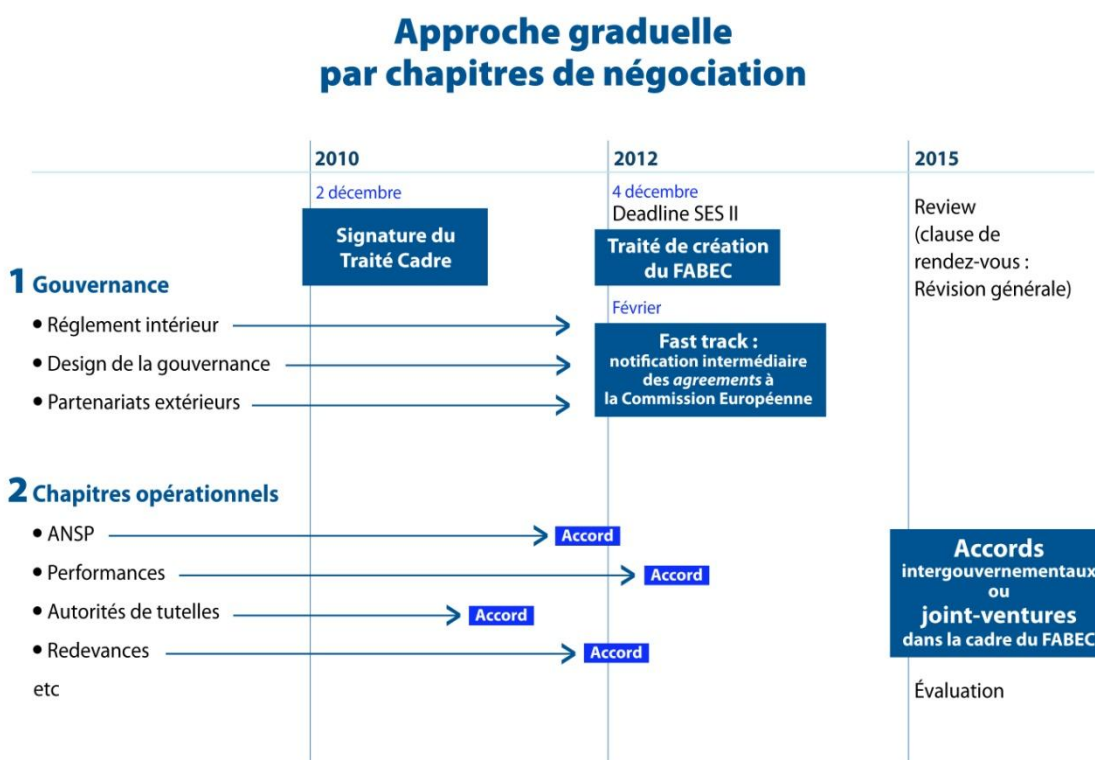 Approche graduelle
par chapitres de négociation
2010
2012
2015
2 décembre
Signature du
Traité Cadre
4 décembre
Deadline SES II
Traité de création
du FABEC
Review
(clause de
rendez-vous :
Révision générale)
1 Gouvernance
• Réglement intérieur
• Design de la gouvernance
• Partenariats extérieurs
Février
Fast track :
notification intermédiaire
des agreements à
la Commission Européenne
2 Chapitres opérationnels
• ANSP
Accord
• Performances
Accord
• Autorités de tutelles
Accord
• Redevances
Accord
etc
Accords
intergouvernementaux
ou
joint-ventures
dans la cadre du FABEC
Évaluation